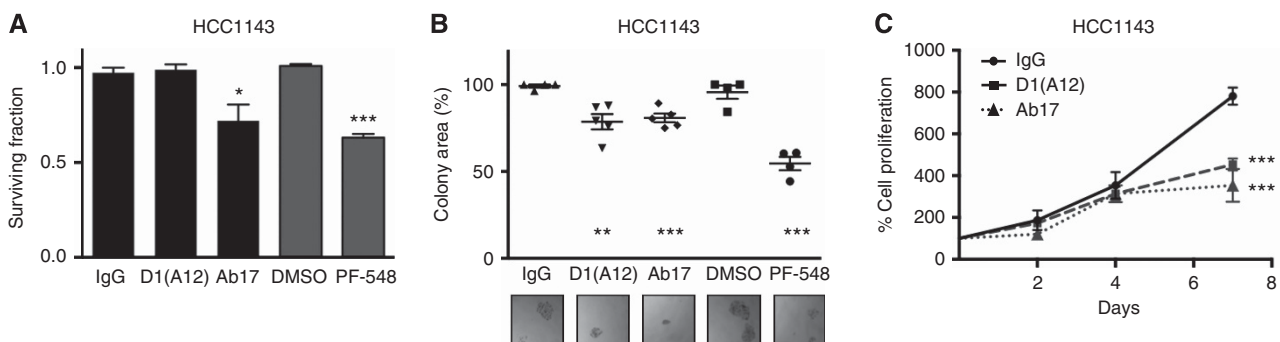 A
HCC1143
Surviving fraction
1.0
0.5
0.0
*
***
IgG D1(A12) Ab17 DMSO PF-548
B
HCC1143
Colony area (%)
100
50
0
** *** ***
IgG D1(A12) Ab17 DMSO PF-548
C
HCC1143
% Cell proliferation
1000
800
600
400
200
0
IgG
D1(A12)
Ab17
***
***
2 4 6 8
Days